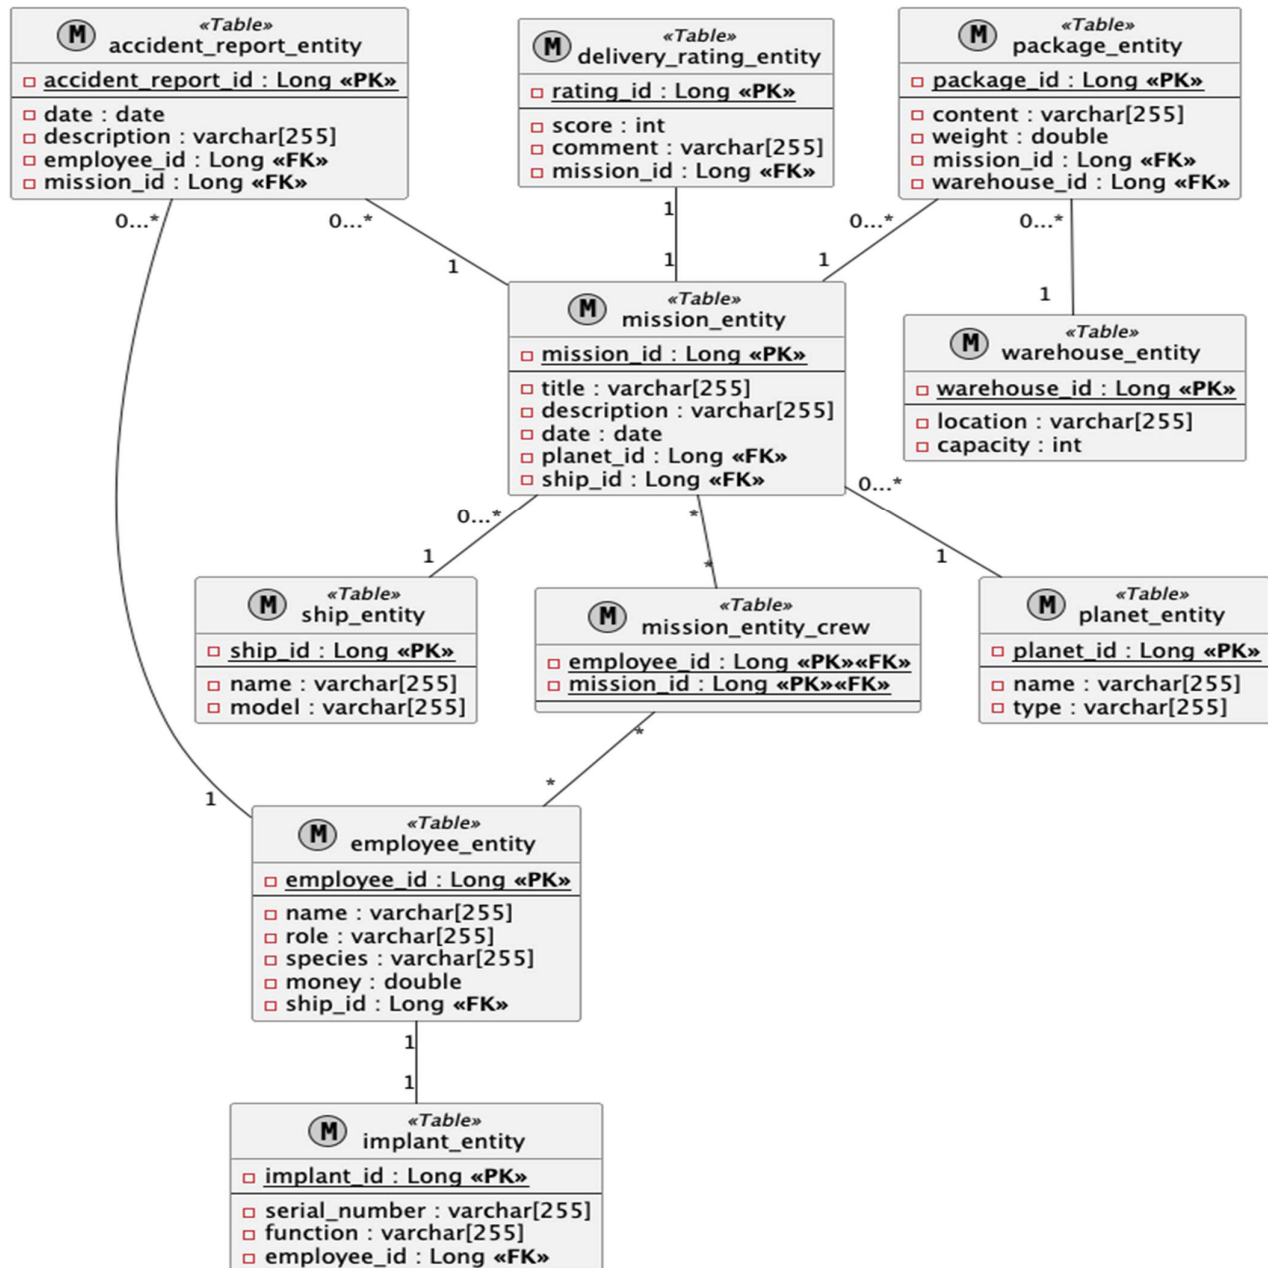 M «Table»
accident_report_entity
accident_report_id : Long «PK»
date : date
description : varchar[255]
employee_id : Long «FK»
mission_id : Long «FK»
M «Table»
delivery_rating_entity
rating_id : Long «PK»
score : int
comment : varchar[255]
mission_id : Long «FK»
M «Table»
package_entity
package_id : Long «PK»
content : varchar[255]
weight : double
mission_id : Long «FK»
warehouse_id : Long «FK»
0...*
0...*
1
1
1
0...*
1
0...*
1
M «Table»
mission_entity
mission_id : Long «PK»
title : varchar[255]
description : varchar[255]
date : date
planet_id : Long «FK»
ship_id : Long «FK»
M «Table»
warehouse_entity
warehouse_id : Long «PK»
location : varchar[255]
capacity : int
0...*
1
*
*
0...*
1
M «Table»
ship_entity
ship_id : Long «PK»
name : varchar[255]
model : varchar[255]
M «Table»
mission_entity_crew
employee_id : Long «PK»«FK»
mission_id : Long «PK»«FK»
M «Table»
planet_entity
planet_id : Long «PK»
name : varchar[255]
type : varchar[255]
*
*
1
M «Table»
employee_entity
employee_id : Long «PK»
name : varchar[255]
role : varchar[255]
species : varchar[255]
money : double
ship_id : Long «FK»
1
1
M «Table»
implant_entity
implant_id : Long «PK»
serial_number : varchar[255]
function : varchar[255]
employee_id : Long «FK»